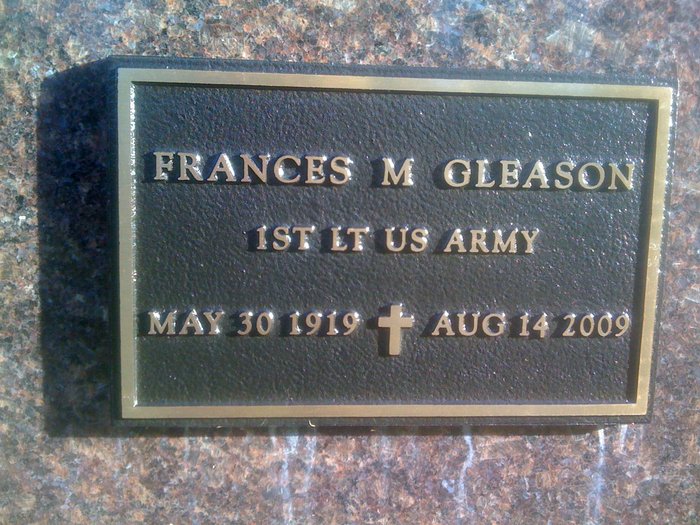 FRANCES M GLEASON
1ST LT US ARMY
MAY 30 1919 AUG 14 2009